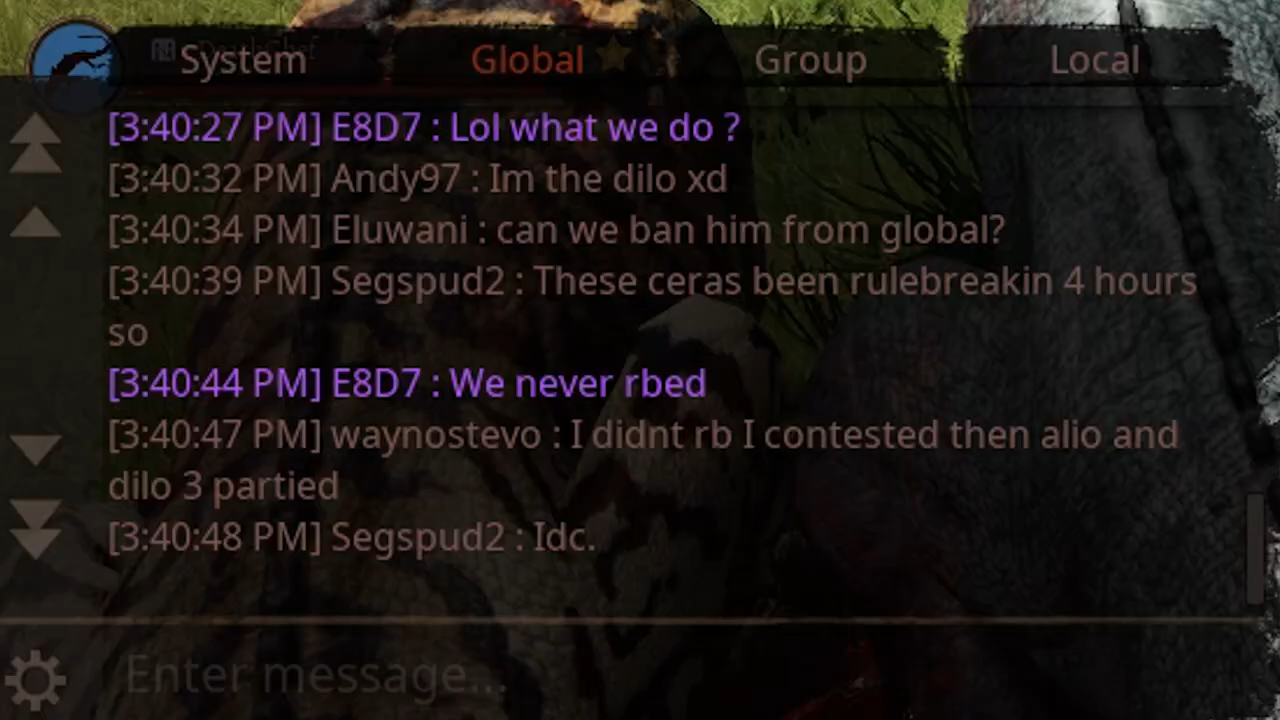 System Global Group Local
[3:40:27 PM] E8D7 : Lol what we do ?
[3:40:32 PM] Andy97 : Im the dilo xd
[3:40:34 PM] Eluwani : can we ban him from global?
[3:40:39 PM] Segspud2 : These ceras been rulebreakin 4 hours
so
[3:40:44 PM] E8D7 : We never rbed
[3:40:47 PM] waynostevo : I didnt rb I contested then alio and
dilo 3 partied
[3:40:48 PM] Segspud2 : Idc.
Enter message...